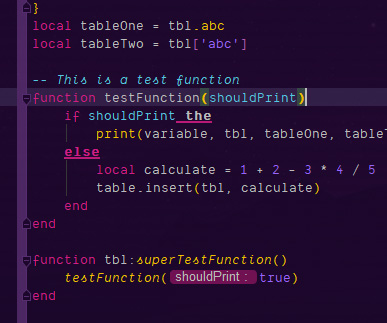 }
local tableOne = tbl.abc
local tableTwo = tbl['abc']
-- This is a test function
function testFunction(shouldPrint)
if shouldPrint the
print(variable, tbl, tableOne, tableT
else
local calculate = 1 + 2 - 3 * 4 / 5
table.insert(tbl, calculate)
end
end
function tbl:superTestFunction()
testFunction( shouldPrint: true)
end